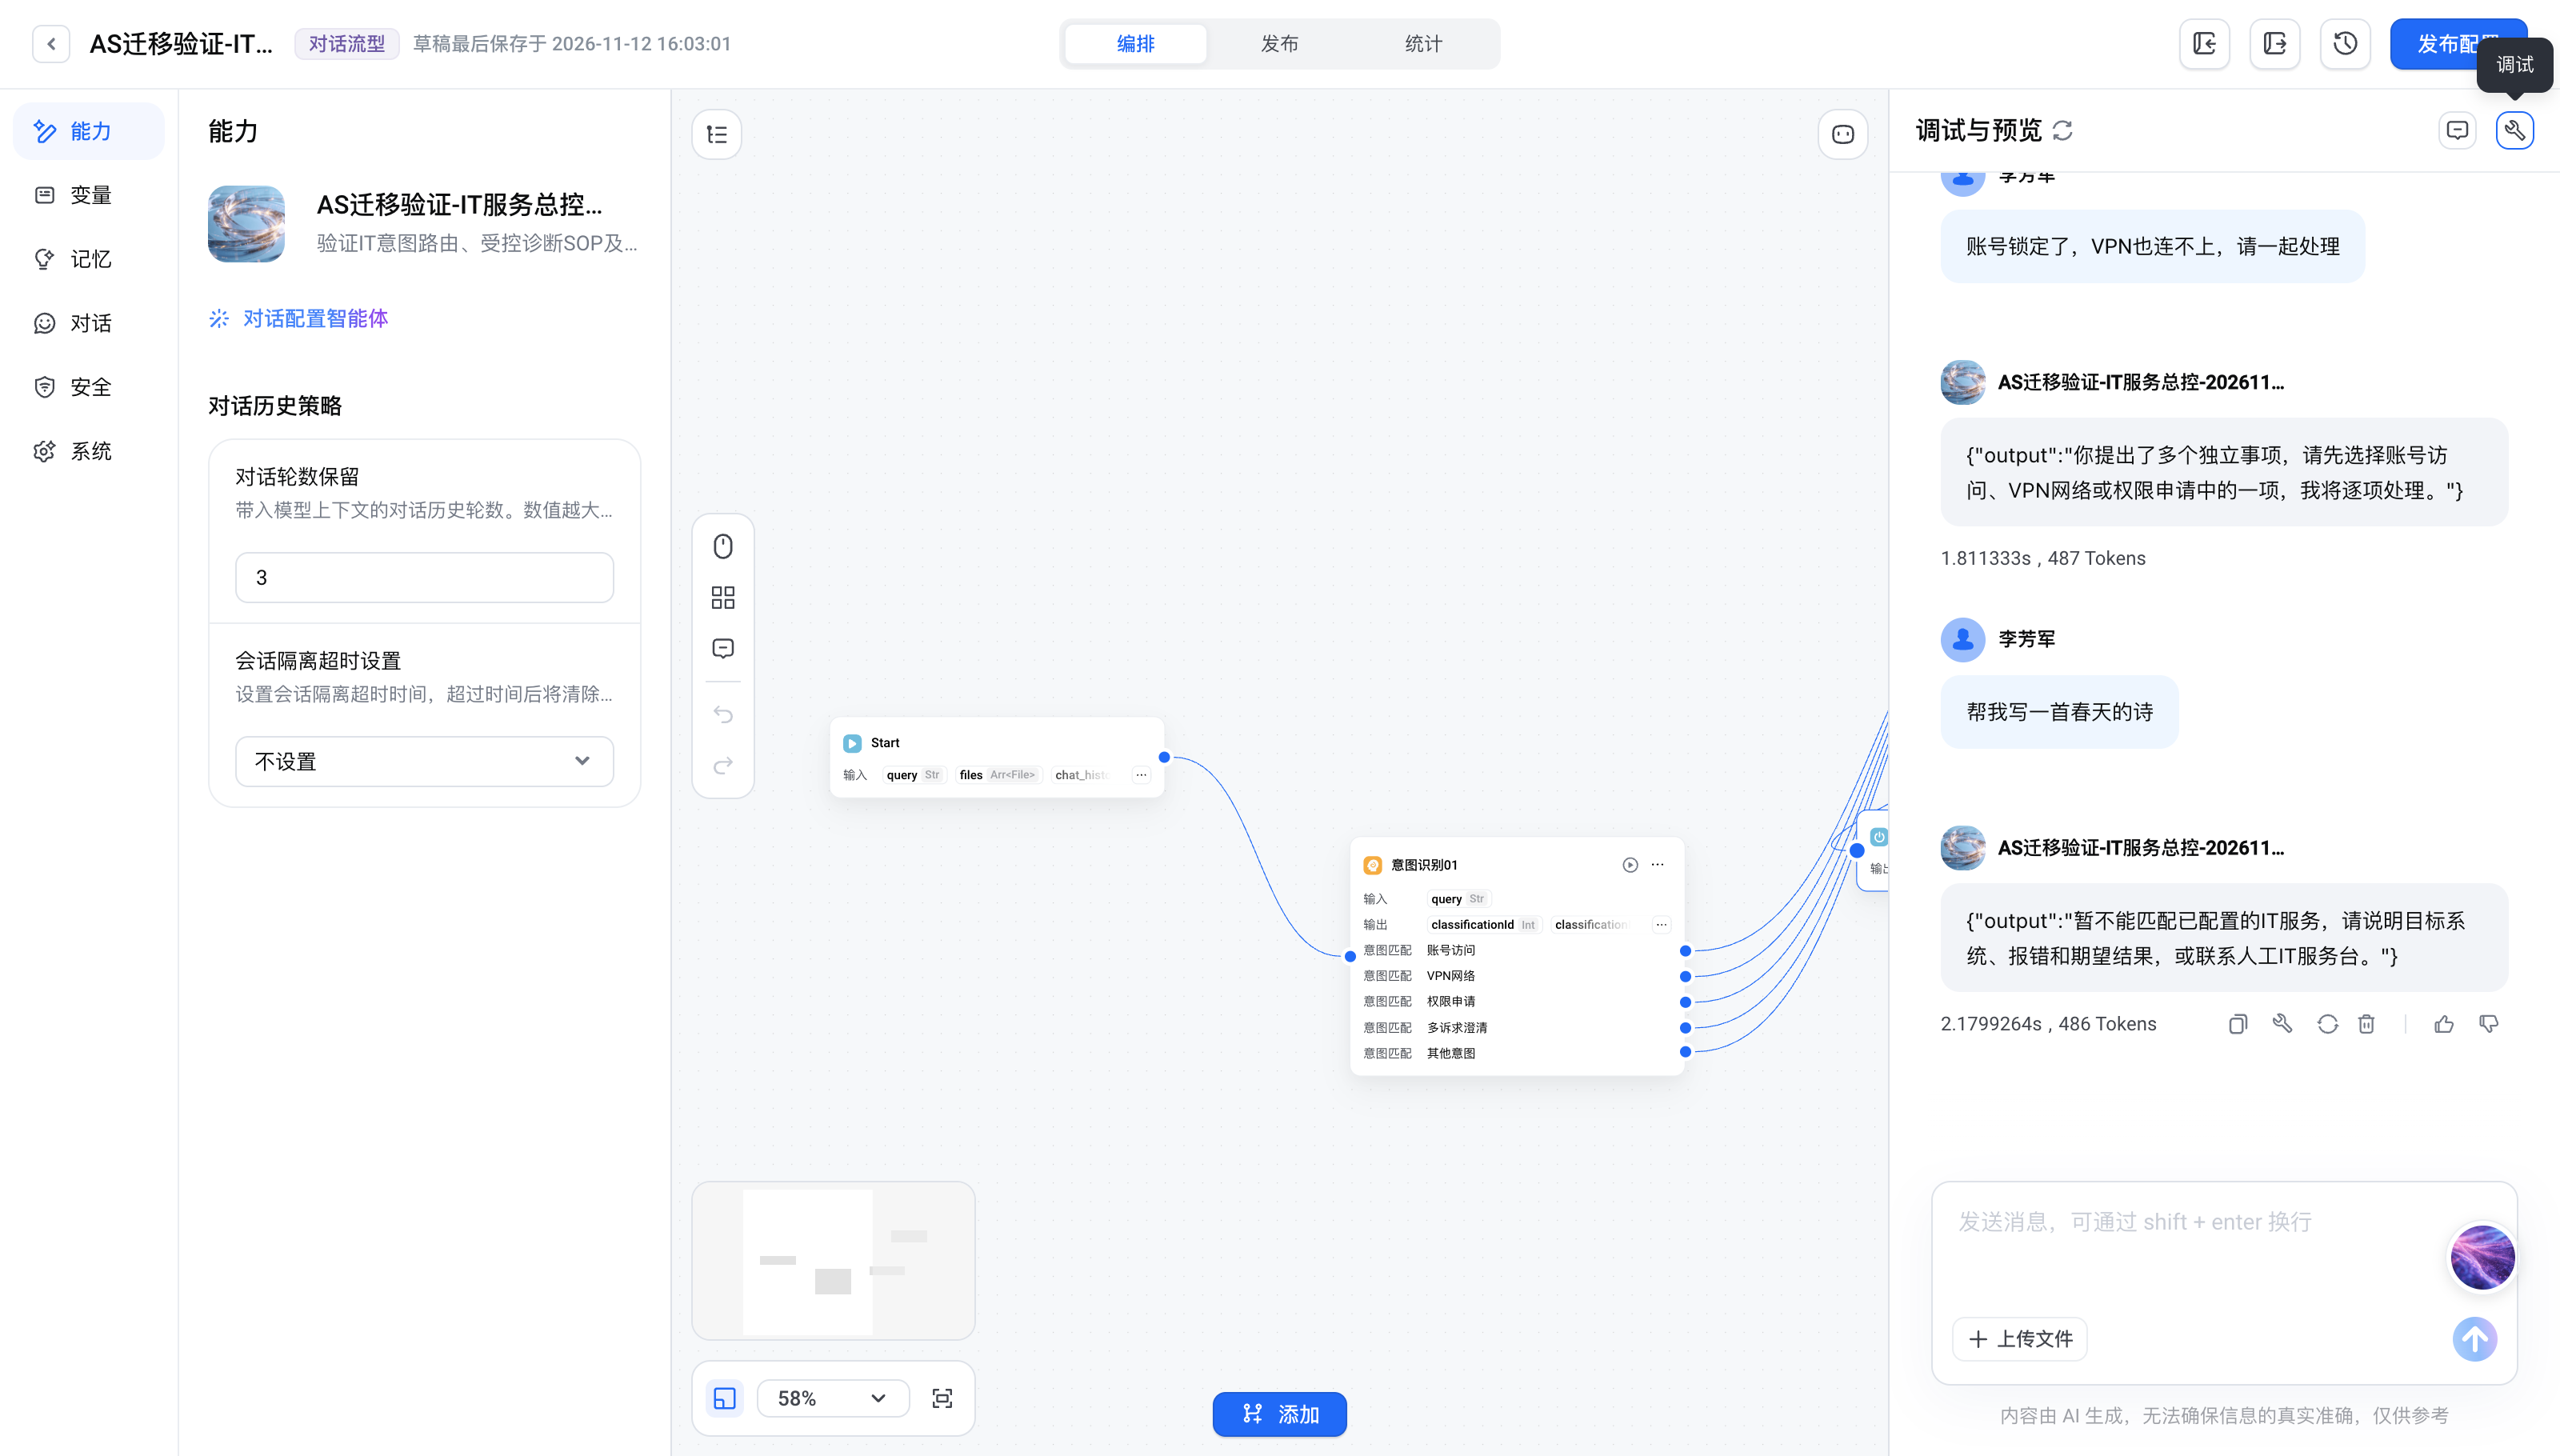 AS迁移验证-IT...
对话流型
草稿最后保存于 2026-11-12 16:03:01
编排
发布
统计
调试
能力
变量
记忆
对话
安全
系统
能力
AS迁移验证-IT服务总控...
验证IT意图路由、受控诊断SOP及...
对话配置智能体
对话历史策略
对话轮数保留
带入模型上下文的对话历史轮数。数值越大...
3
会话隔离超时设置
设置会话隔离超时时间，超过时间后将清除...
不设置
Start
输入 query Str files Arr<File> chat_hist ...
意图识别01
输入 query Str
输出 classificationId Int classification ...
意图匹配 账号访问
意图匹配 VPN网络
意图匹配 权限申请
意图匹配 多诉求澄清
意图匹配 其他意图
58%
添加
调试与预览
李芳军
账号锁定了，VPN也连不上，请一起处理
AS迁移验证-IT服务总控-202611...
{"output":"你提出了多个独立事项，请先选择账号访
问、VPN网络或权限申请中的一项，我将逐项处理。"}
1.811333s , 487 Tokens
李芳军
帮我写一首春天的诗
AS迁移验证-IT服务总控-202611...
{"output":"暂不能匹配已配置的IT服务，请说明目标系
统、报错和期望结果，或联系人工IT服务台。"}
2.1799264s , 486 Tokens
发送消息，可通过 shift + enter 换行
上传文件
内容由 AI 生成，无法确保信息的真实准确，仅供参考